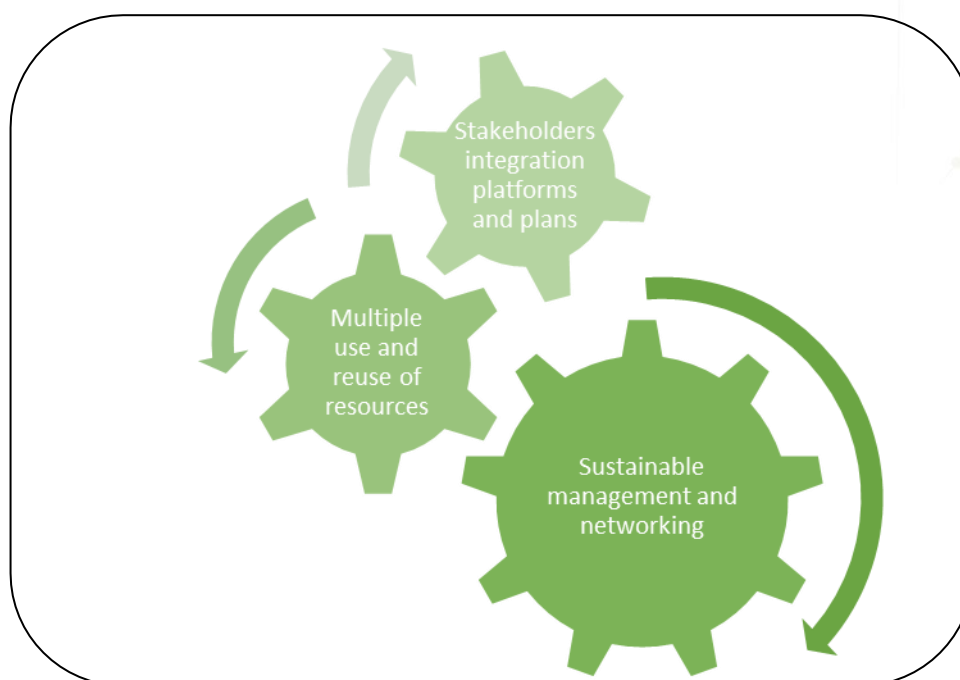 Stakeholders
integration
platforms
and plans
Multiple
use and
reuse of
resources
Sustainable
management and
networking